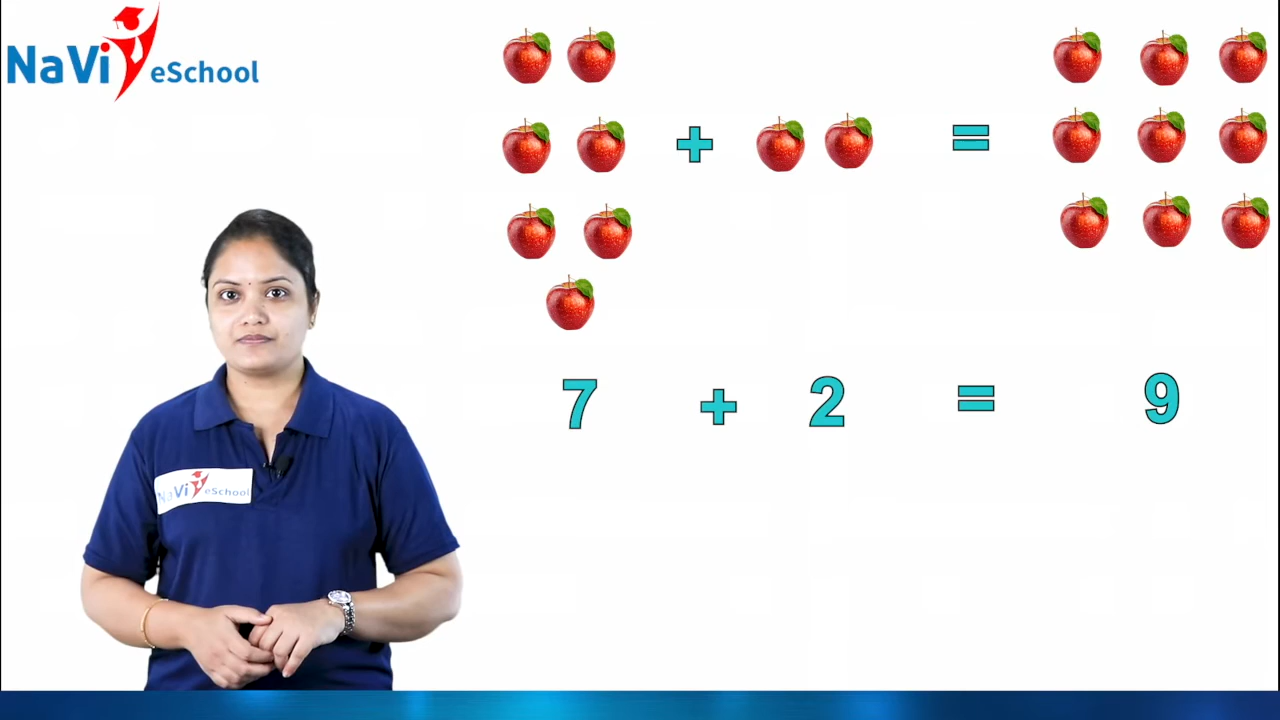 NaVi eSchool
+ =
7 + 2 = 9
NaVi eSchool